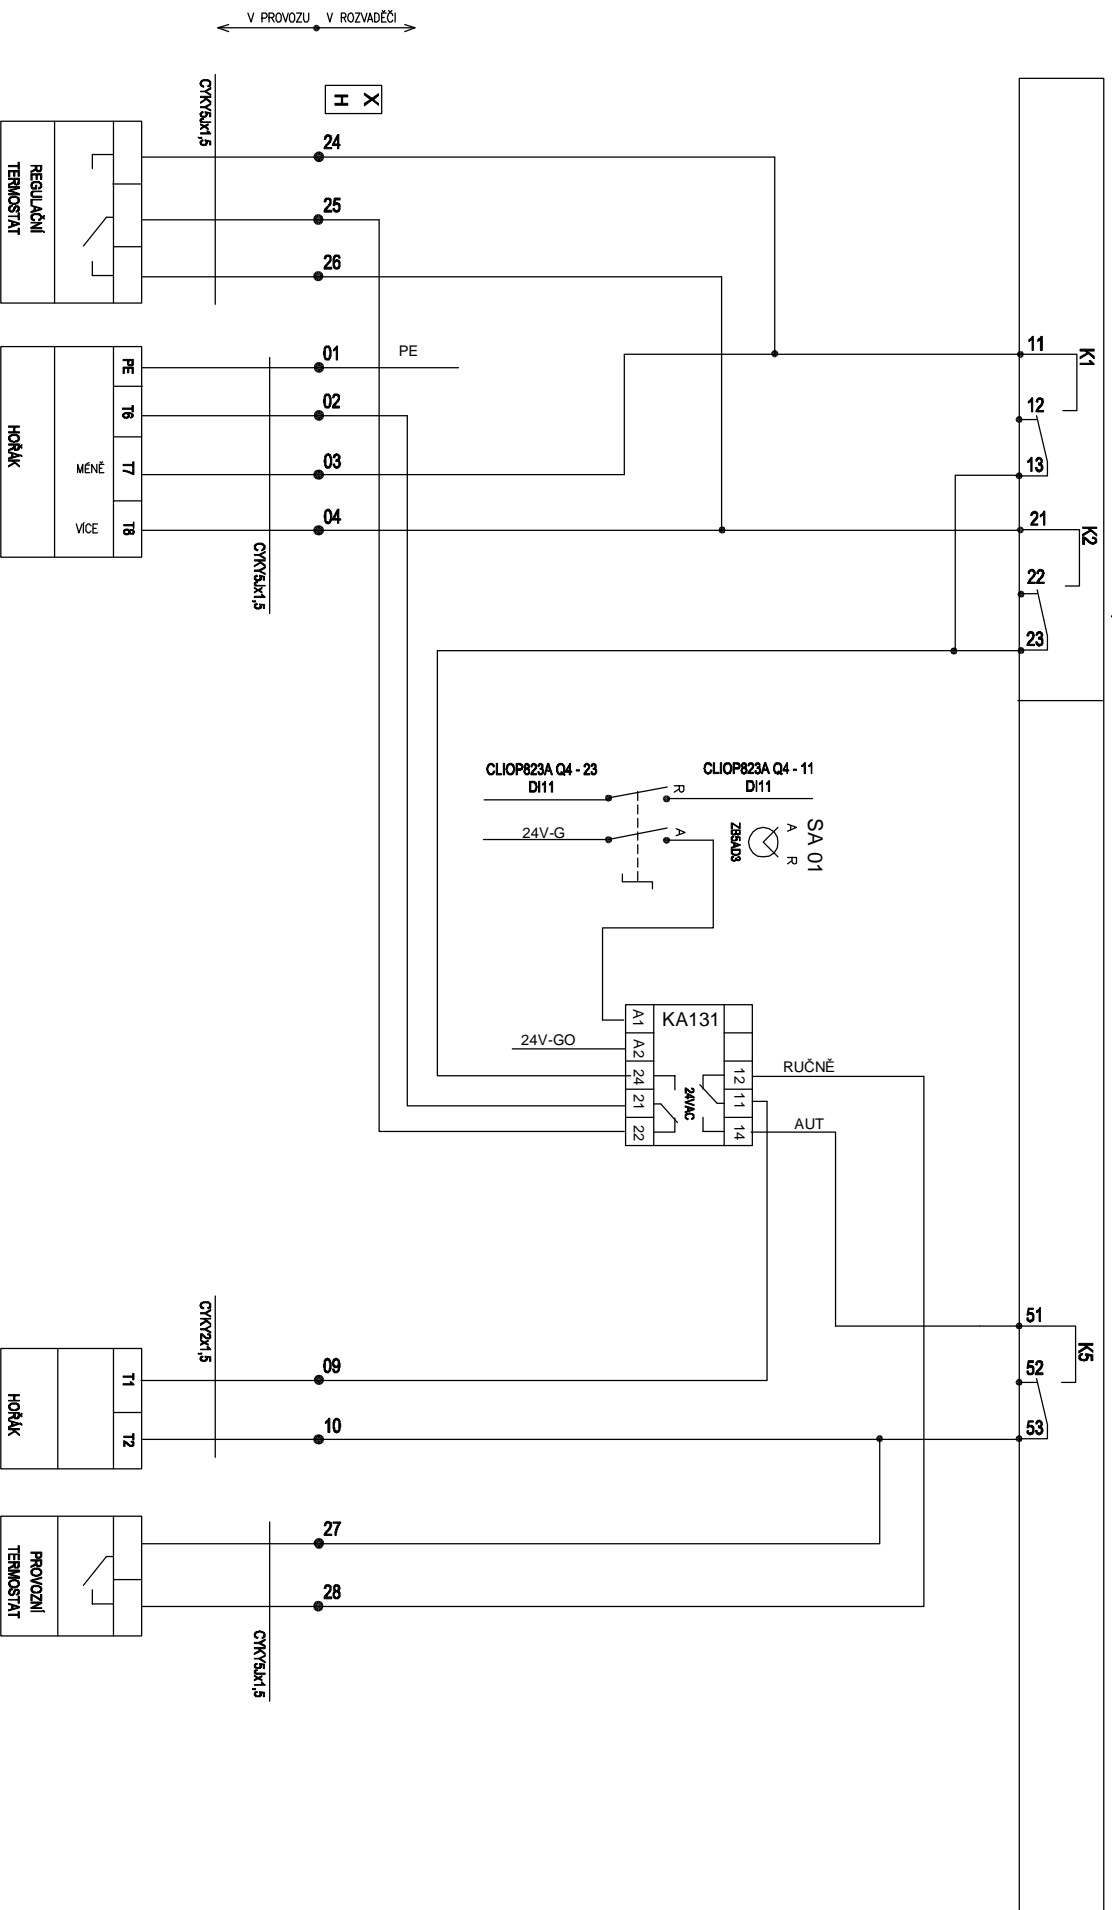 V PROVOZU
V ROZVADĚČI
CYKY5Jx1,5
X
H
24
25
26
REGULAČNÍ
TERMOSTAT
01
PE
02
03
04
PE
T6
T7
T8
MÉNĚ
VÍCE
HOŘÁK
CYKY5Jx1,5
11
K1
12
13
21
K2
22
23
CLIOP823A Q4 - 23
DI11
CLIOP823A Q4 - 11
DI11
R
24V-G
A
SA 01
A
R
ZB5AD3
KA131
A1
A2
24
21
22
24V-GO
12
11
14
24VAC
RUČNĚ
AUT
51
K5
52
53
CYKY2x1,5
09
10
T1
T2
HOŘÁK
27
28
PROVOZNÍ
TERMOSTAT
CYKY5Jx1,5